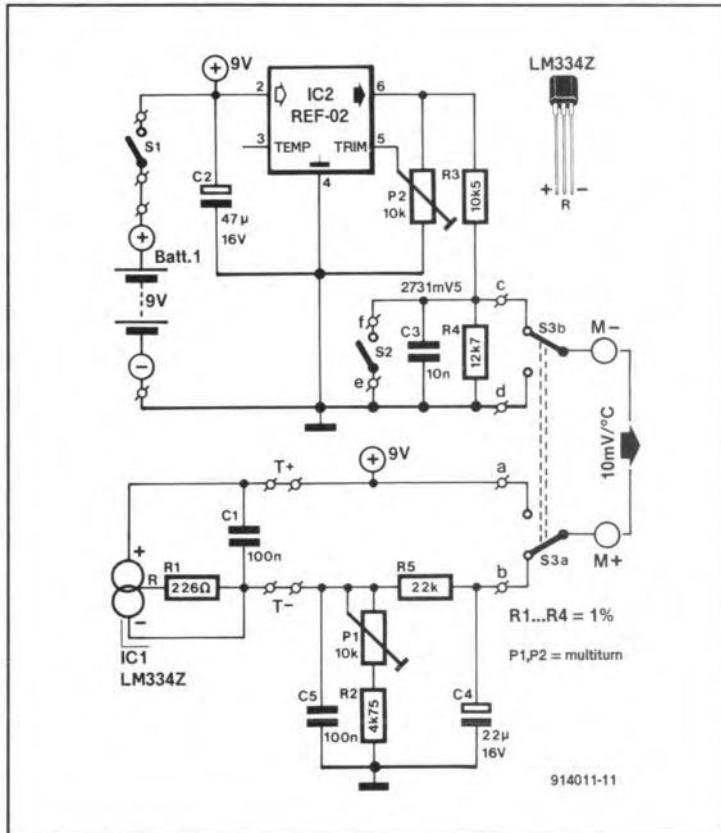 9V
LM334Z
2
IC2
REF-02
6
S1
3
TEMP
TRIM
5
C2
4
P2
10k
R3
10k5
+
R
−
47µ
16V
Batt.1
9V
2731mV5
c
f
S2
e
C3
10n
R4
12k7
S3b
M−
d
10mV/°C
T+
9V
a
C1
100n
+
R
R1
226Ω
−
T−
R5
22k
b
S3a
M+
IC1
LM334Z
P1
10k
R1...R4 = 1%
P1,P2 = multiturn
C5
100n
R2
4k75
C4
22µ
16V
914011-11